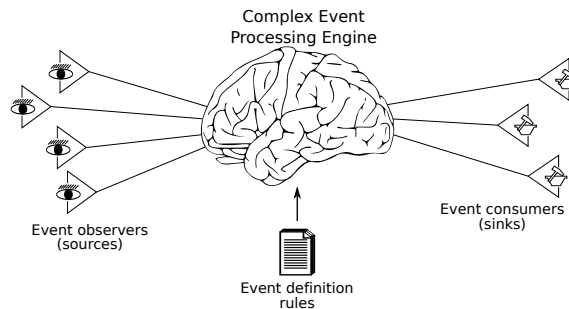 Complex Event
Processing Engine
Event observers
(sources)
Event consumers
(sinks)
Event definition
rules